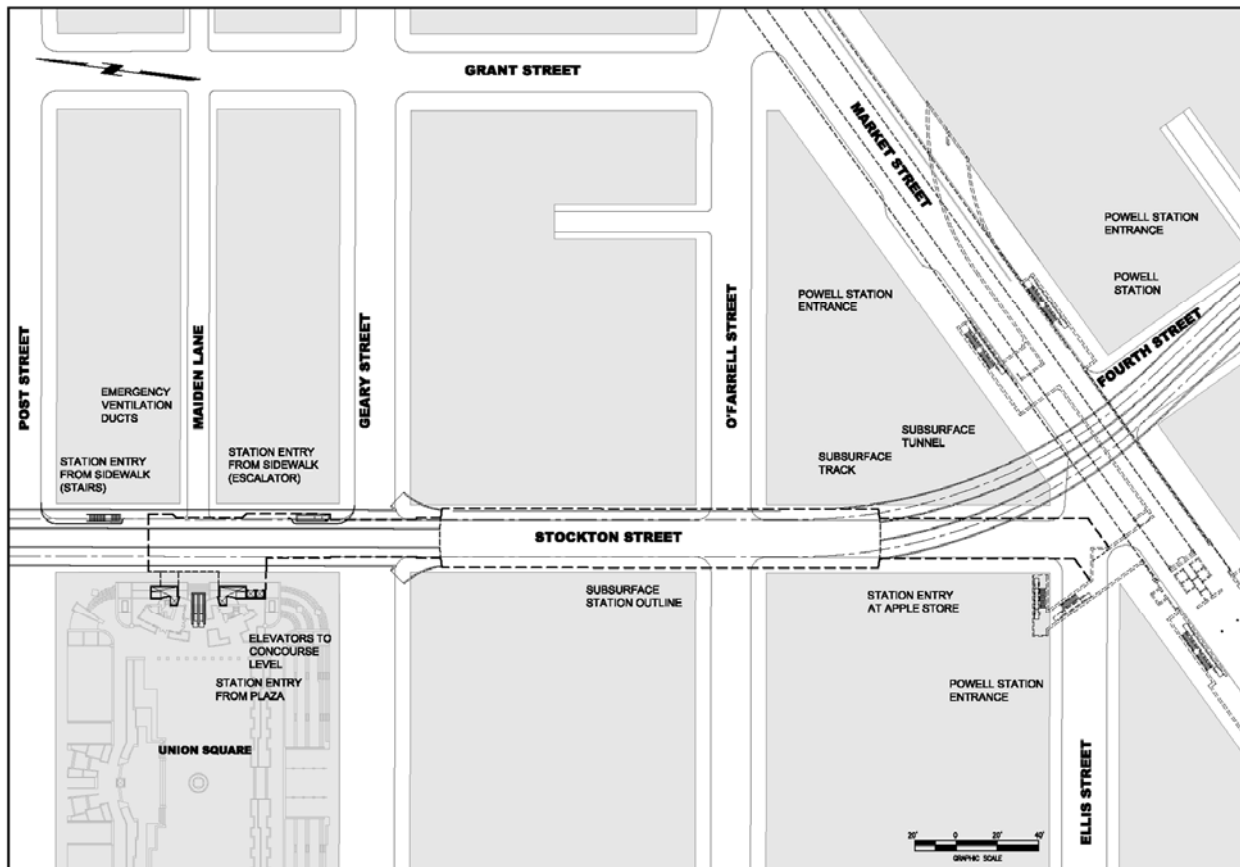 GRANT STREET
MARKET STREET
POWELL STATION
ENTRANCE
POWELL
STATION
POWELL STATION
ENTRANCE
FOURTH STREET
POST STREET
MAIDEN LANE
GEARY STREET
O'FARRELL STREET
EMERGENCY
VENTILATION
DUCTS
STATION ENTRY
FROM SIDEWALK
(STAIRS)
STATION ENTRY
FROM SIDEWALK
(ESCALATOR)
SUBSURFACE
TUNNEL
SUBSURFACE
TRACK
STOCKTON STREET
SUBSURFACE
STATION OUTLINE
STATION ENTRY
AT APPLE STORE
ELEVATORS TO
CONCOURSE
LEVEL
STATION ENTRY
FROM PLAZA
POWELL STATION
ENTRANCE
UNION SQUARE
ELLIS STREET
20' 0 20' 40'
GRAPHIC SCALE